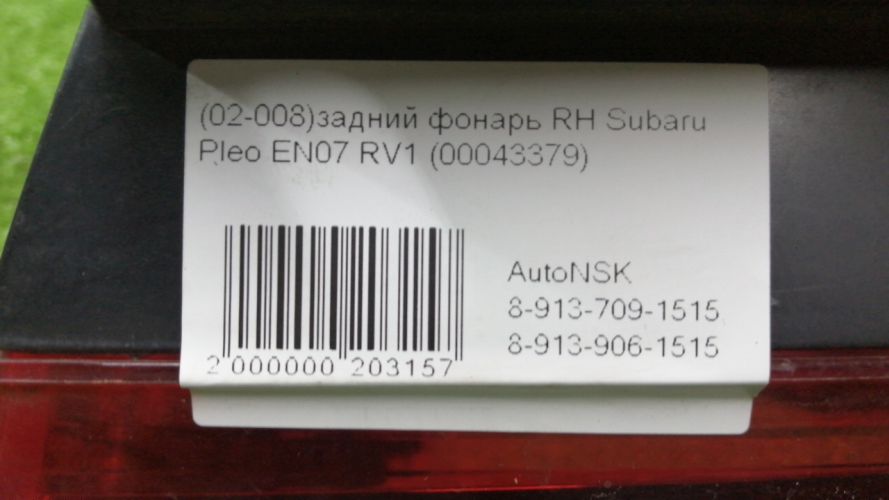 (02-008)задний фонарь RH Subaru
Pleo EN07 RV1 (00043379)
AutoNSK
8-913-709-1515
8-913-906-1515
2 000000 203157